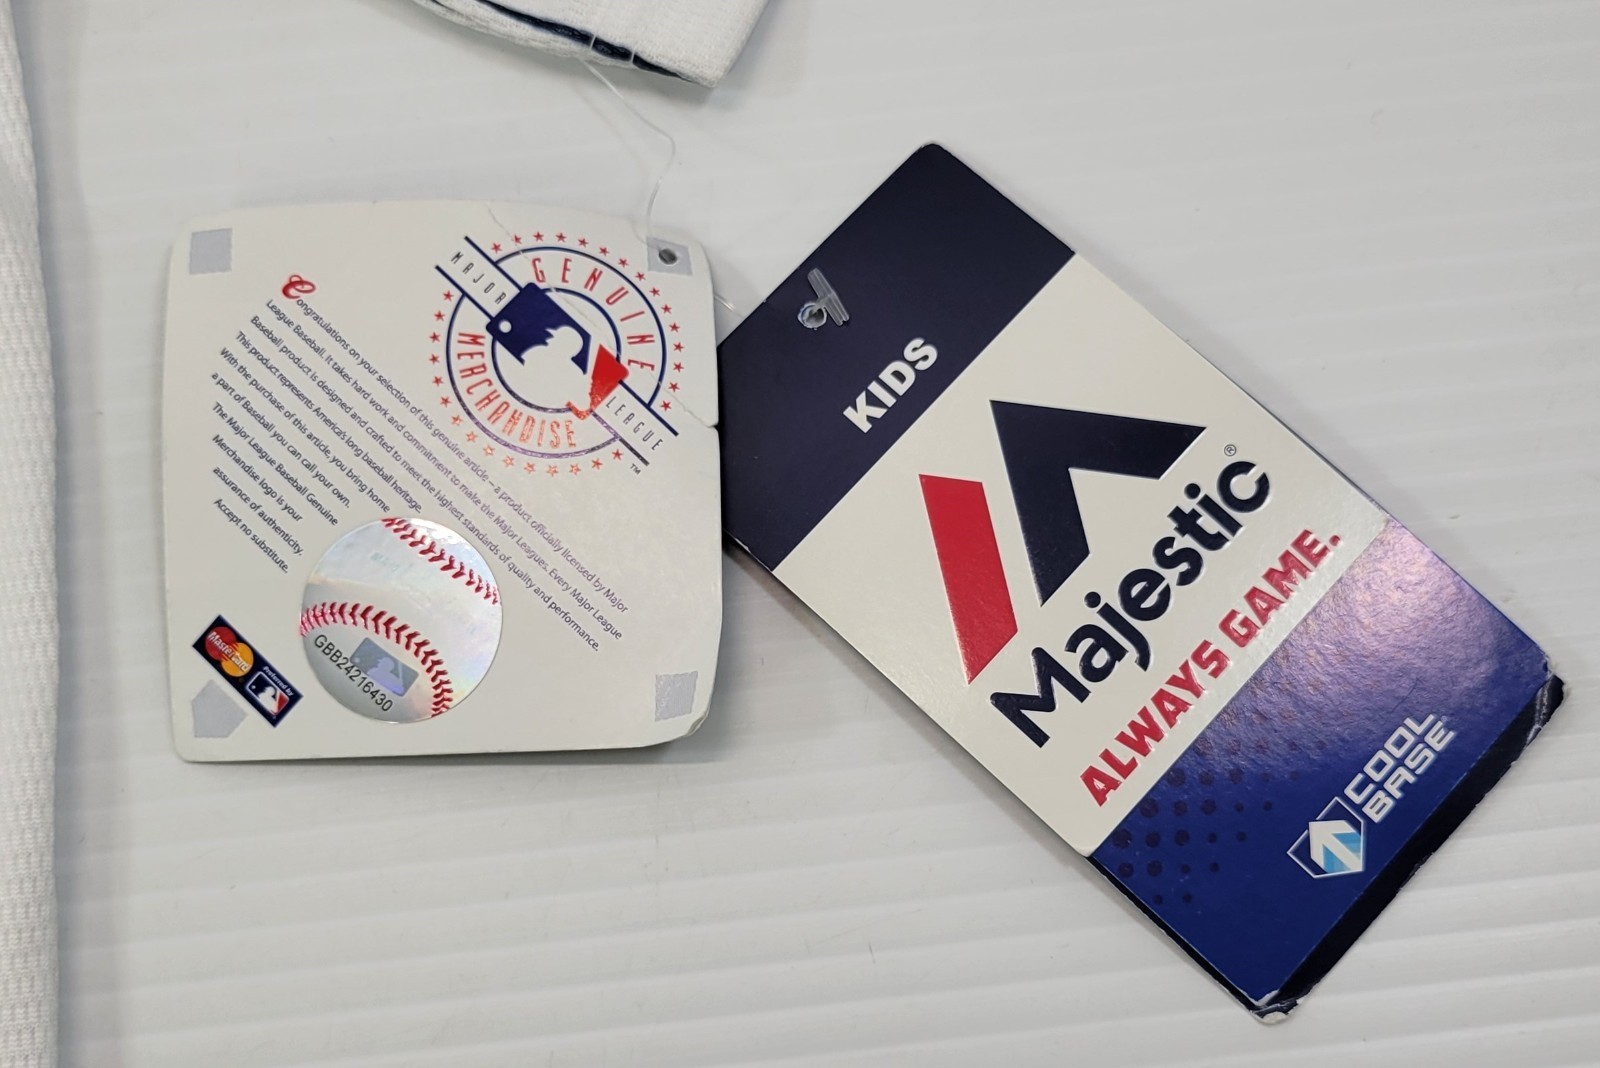 MAJOR
GENUINE
MERCHANDISE
LEAGUE
TM
Congratulations on your selection of this genuine article – a product officially licensed by Major
League Baseball. It takes hard work and commitment to make the Major Leagues. Every Major League
Baseball product is designed and crafted to meet the highest standards of quality and performance.
This product represents America's long baseball heritage.
With the purchase of this article, you bring home
a part of Baseball you can call your own.
The Major League Baseball Genuine
Merchandise logo is your
assurance of authenticity.
Accept no substitute.
MasterCard
Preferred by
GBB24216430
KIDS
Majestic®
ALWAYS GAME.
COOL
BASE